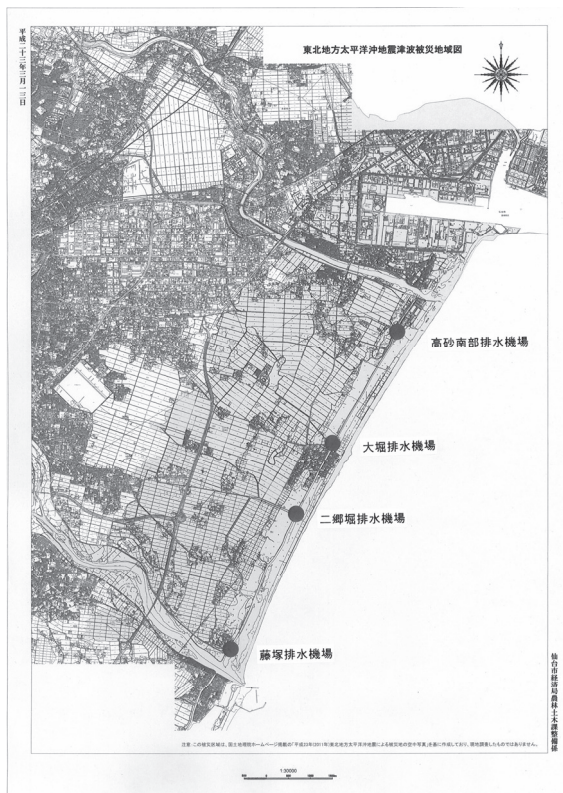 東北地方太平洋沖地震津波被災地域図
平成二十三年三月一三日
高砂南部排水機場
大堀排水機場
二郷堀排水機場
藤塚排水機場
仙台市経済局農林土木課整備係
注意:この被災区域は、国土地理院ホームページ掲載の「平成23年(2011年)東北地方太平洋沖地震による被災地の空中写真」を基に作成しており、現地調査したものではありません。
1:30000